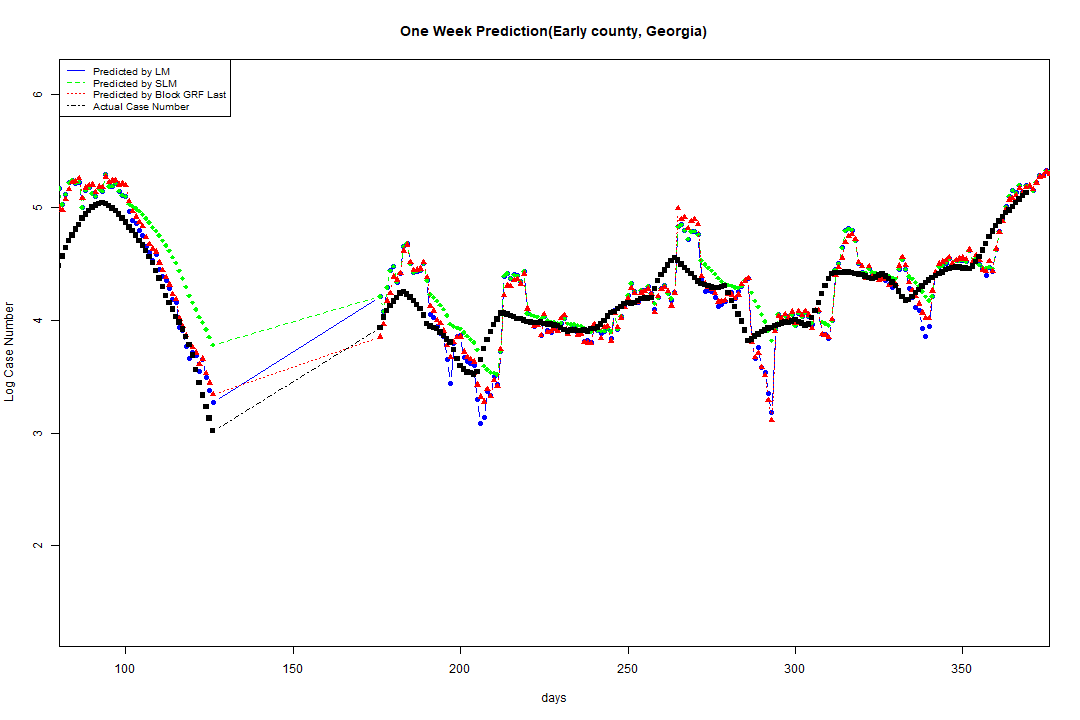 One Week Prediction(Early county, Georgia)
Predicted by LM
Predicted by SLM
Predicted by Block GRF Last
Actual Case Number
6
5
4
3
2
Log Case Number
100 150 200 250 300 350
days